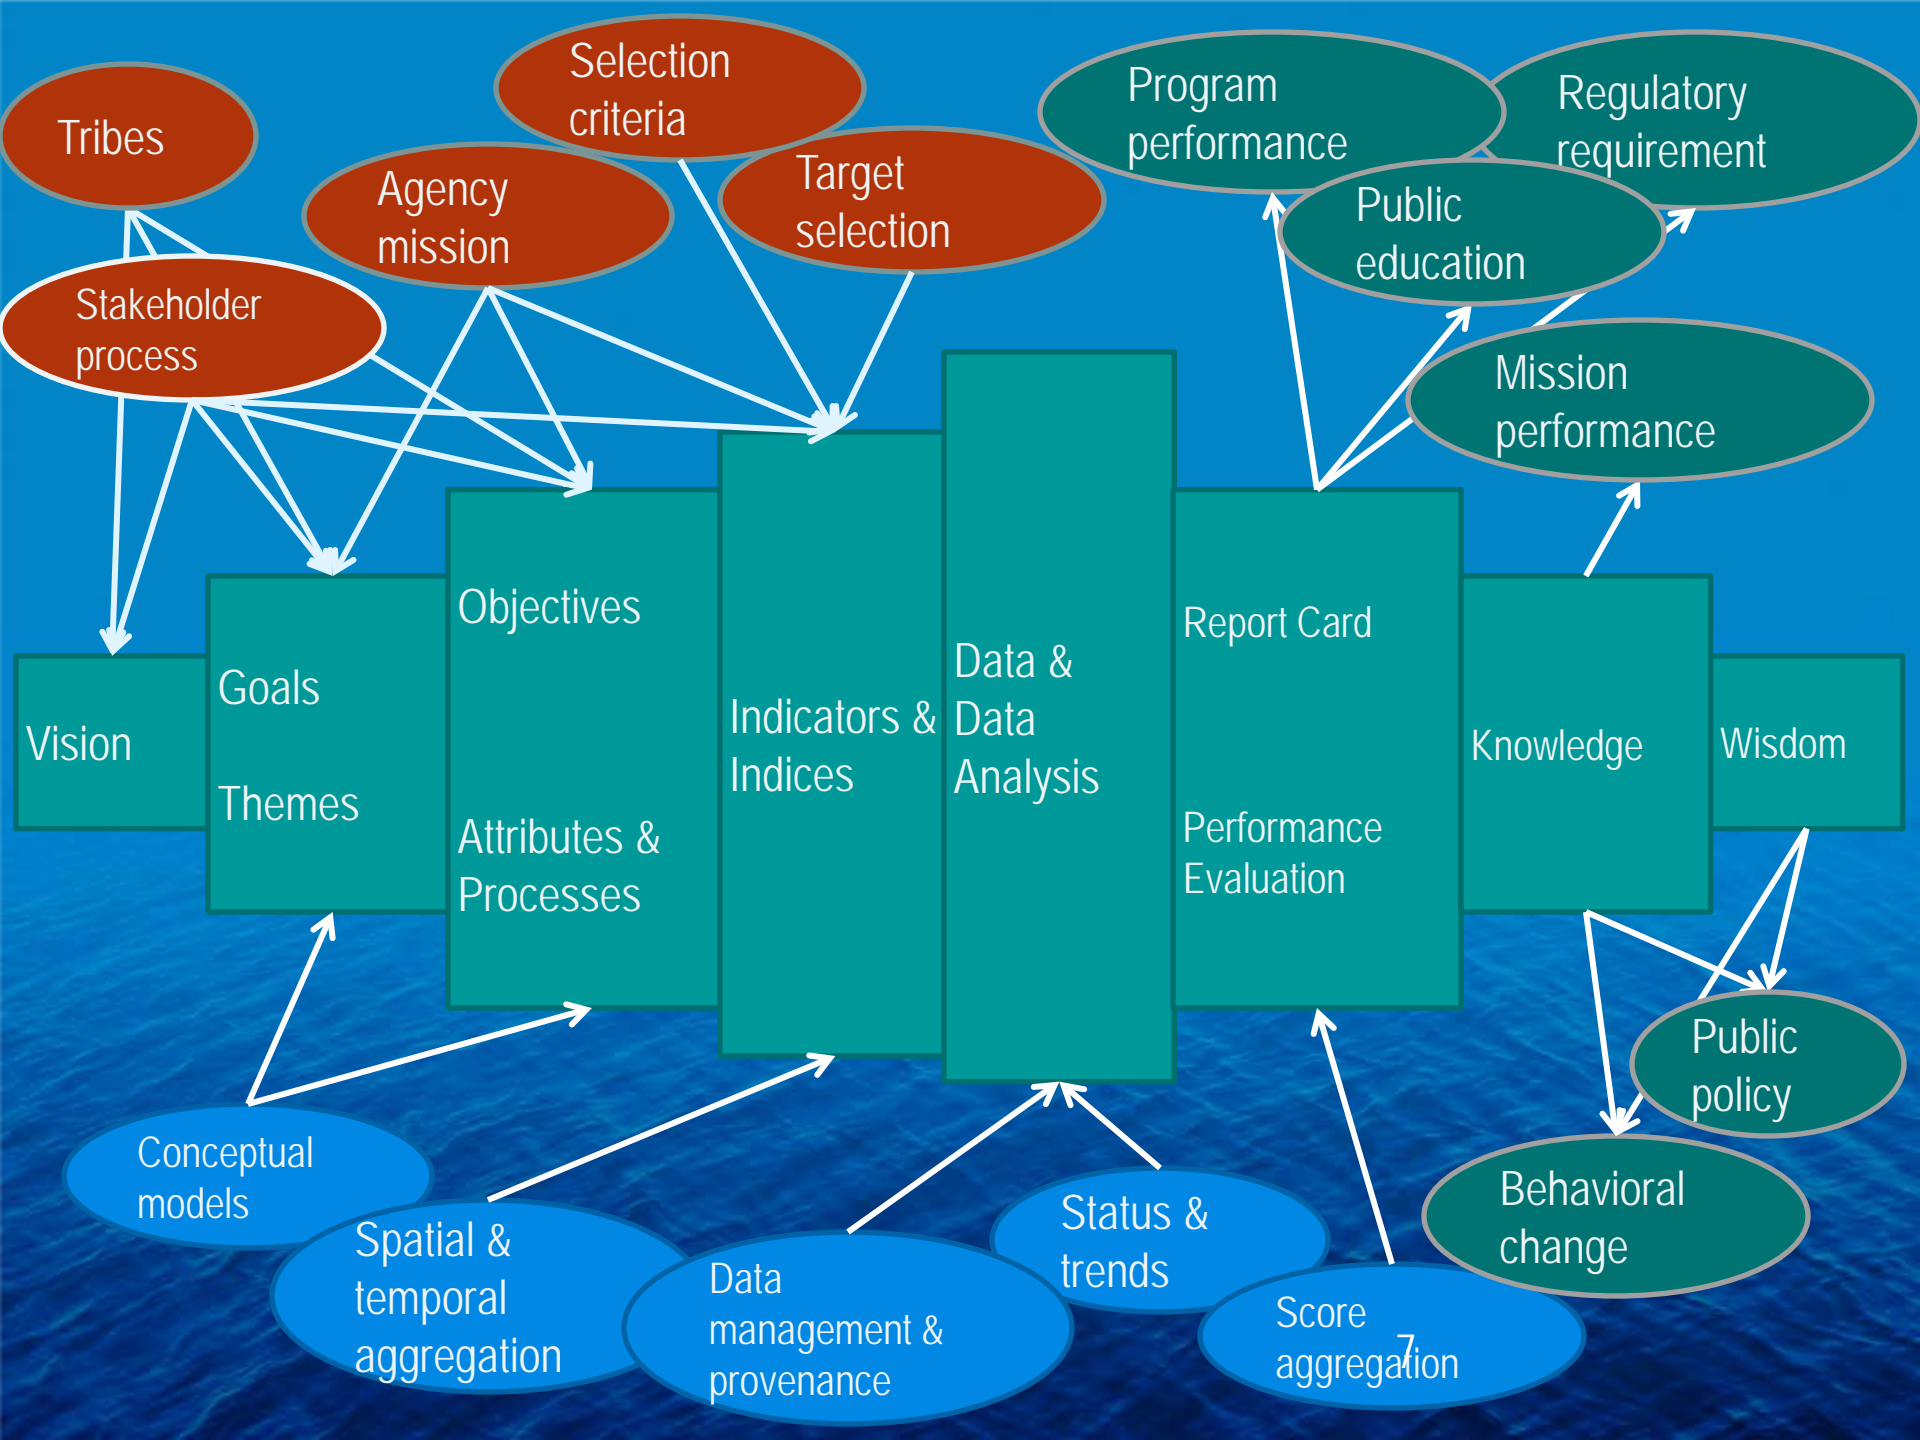 Tribes
Selection
criteria
Agency
mission
Target
selection
Stakeholder
process
Program
performance
Regulatory
requirement
Public
education
Mission
performance
Vision
Goals
Themes
Objectives
Attributes &
Processes
Indicators &
Indices
Data &
Data
Analysis
Report Card
Performance
Evaluation
Knowledge
Wisdom
Conceptual
models
Spatial &
temporal
aggregation
Data
management &
provenance
Status &
trends
Score
aggregation
7
Behavioral
change
Public
policy